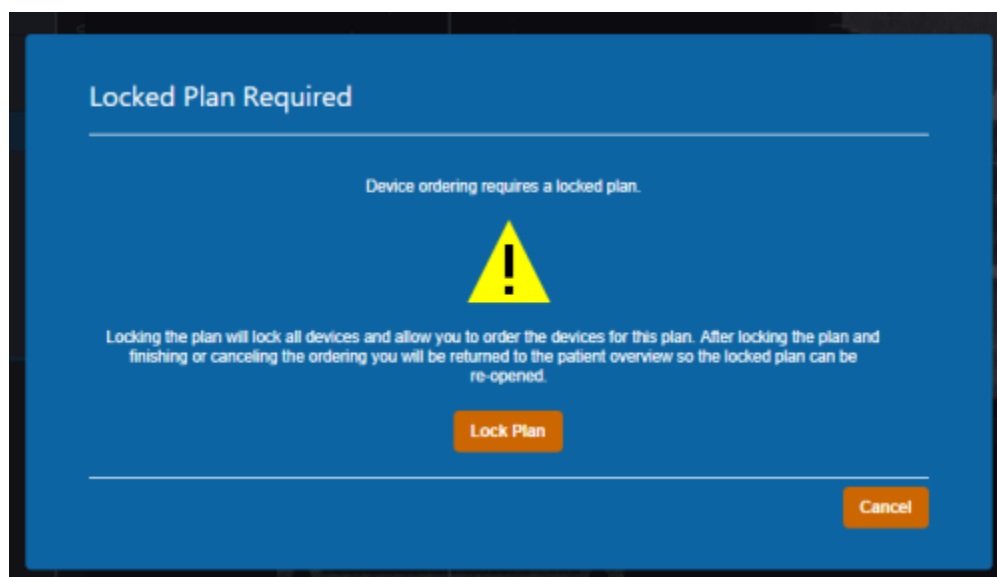 Locked Plan Required
Device ordering requires a locked plan.
!
Locking the plan will lock all devices and allow you to order the devices for this plan. After locking the plan and
finishing or canceling the ordering you will be returned to the patient overview so the locked plan can be
re-opened.
Lock Plan
Cancel